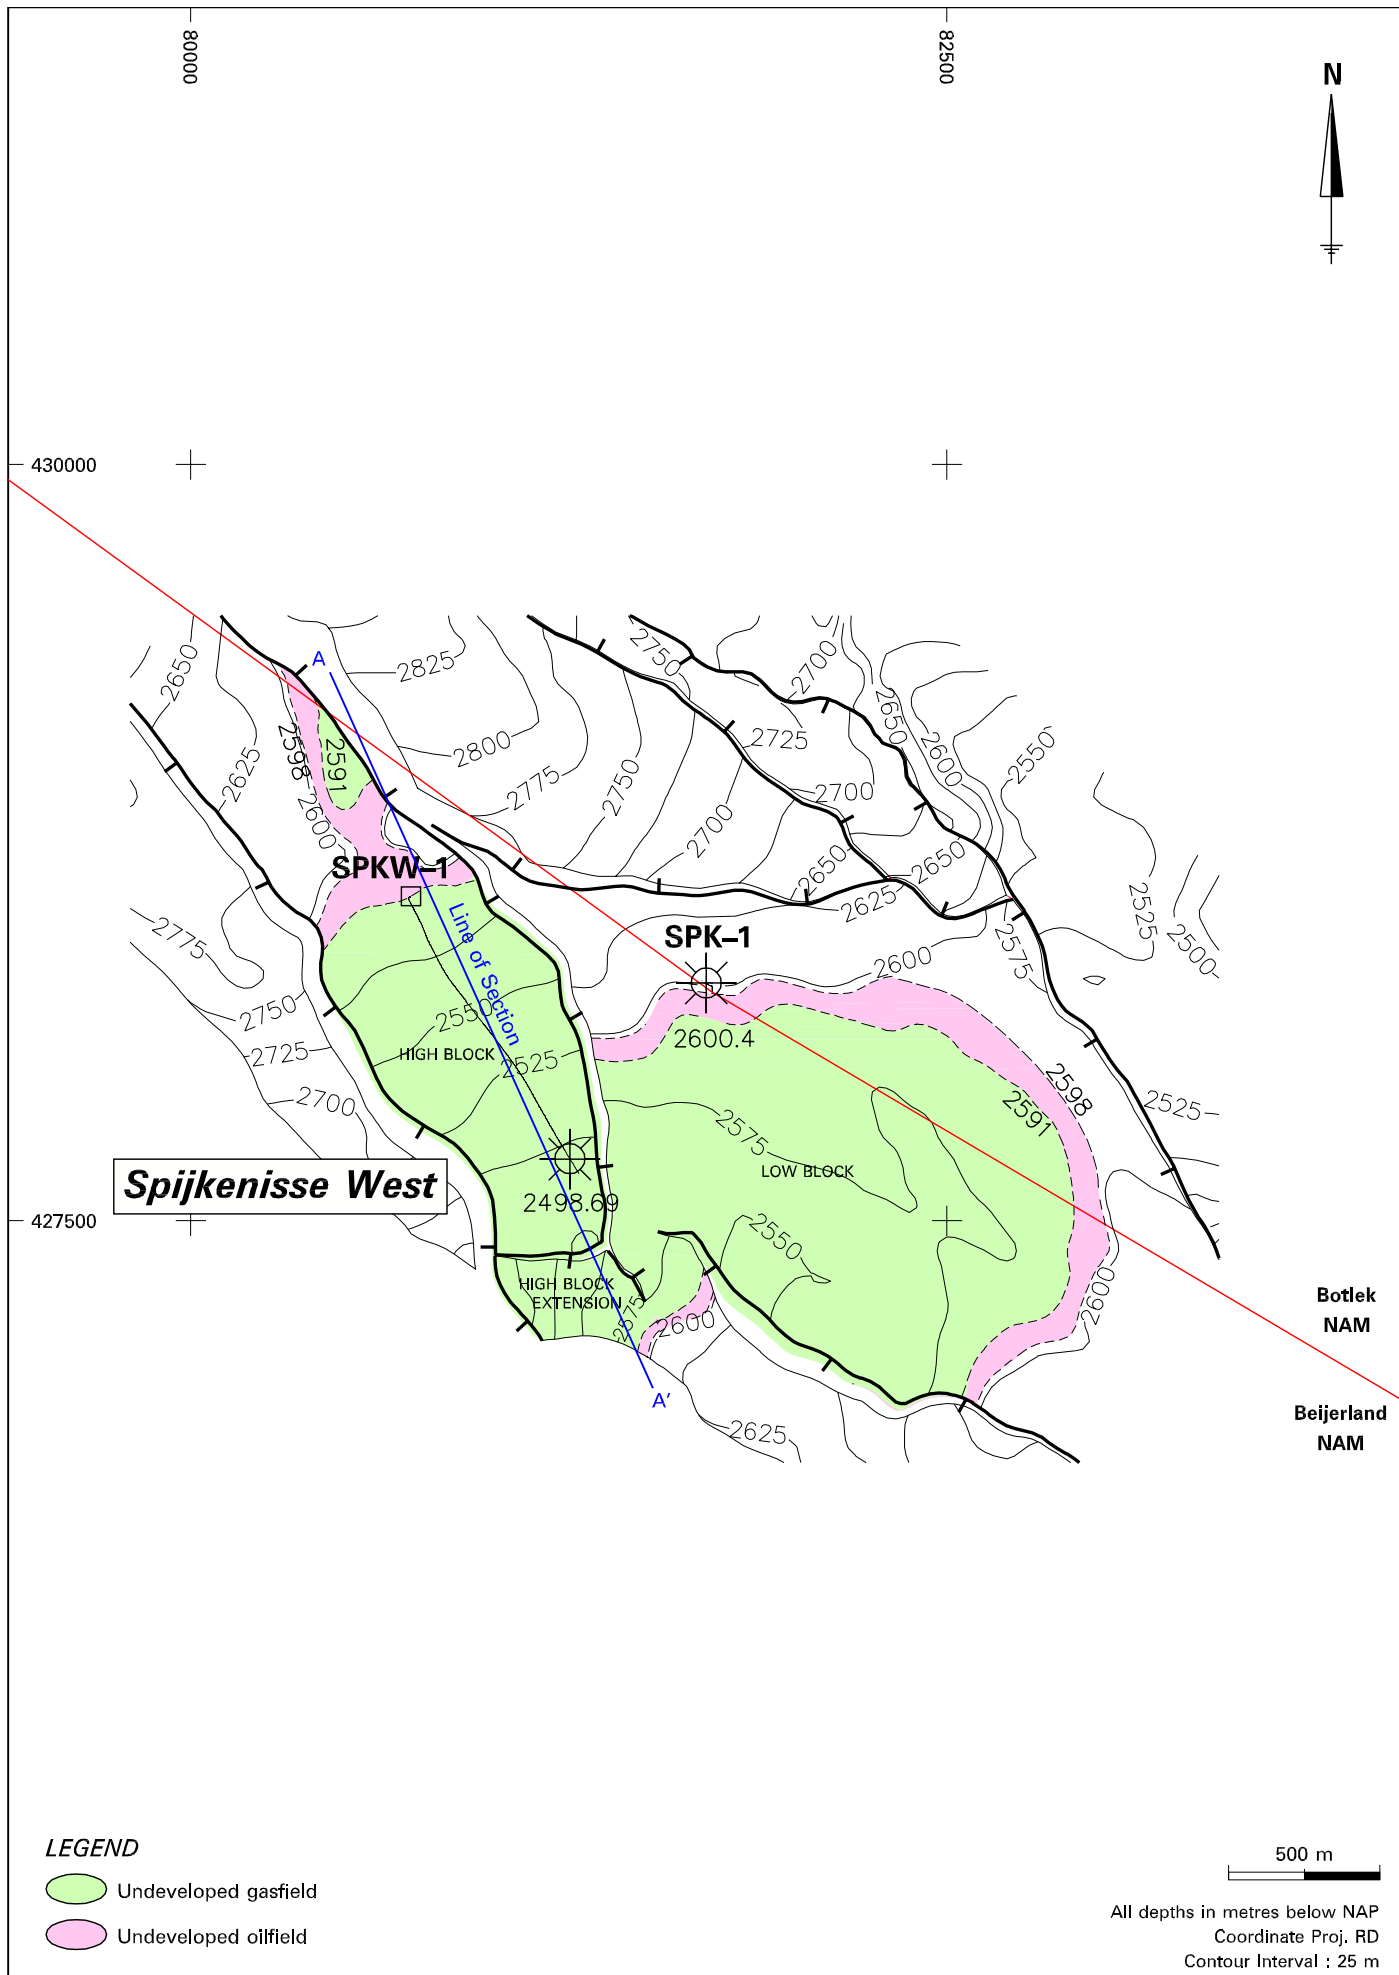 80000
82500
N
430000
2650
A
2825
2750
2700
2650
2600
2550
2725
2598
2591
2625
2800
2775
2750
2700
2600
2700
SPKW–1
2650
2650
2625
2525
2500
2775
Line of Section
SPK–1
2575
2600
2750
2550
2600.4
2725
HIGH BLOCK
2525
2598
2591
2700
2525
2575
LOW BLOCK
Spijkenisse West
2498.69
427500
2550
HIGH BLOCK
EXTENSION
2575
2600
2600
Botlek
NAM
A'
Beijerland
NAM
2625
LEGEND
Undeveloped gasfield
Undeveloped oilfield
500 m
All depths in metres below NAP
Coordinate Proj. RD
Contour Interval : 25 m